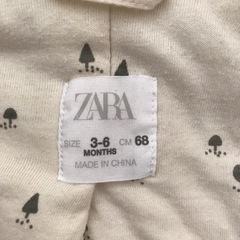 ZARA
SIZE 3-6 MONTHS CM 68
MADE IN CHINA